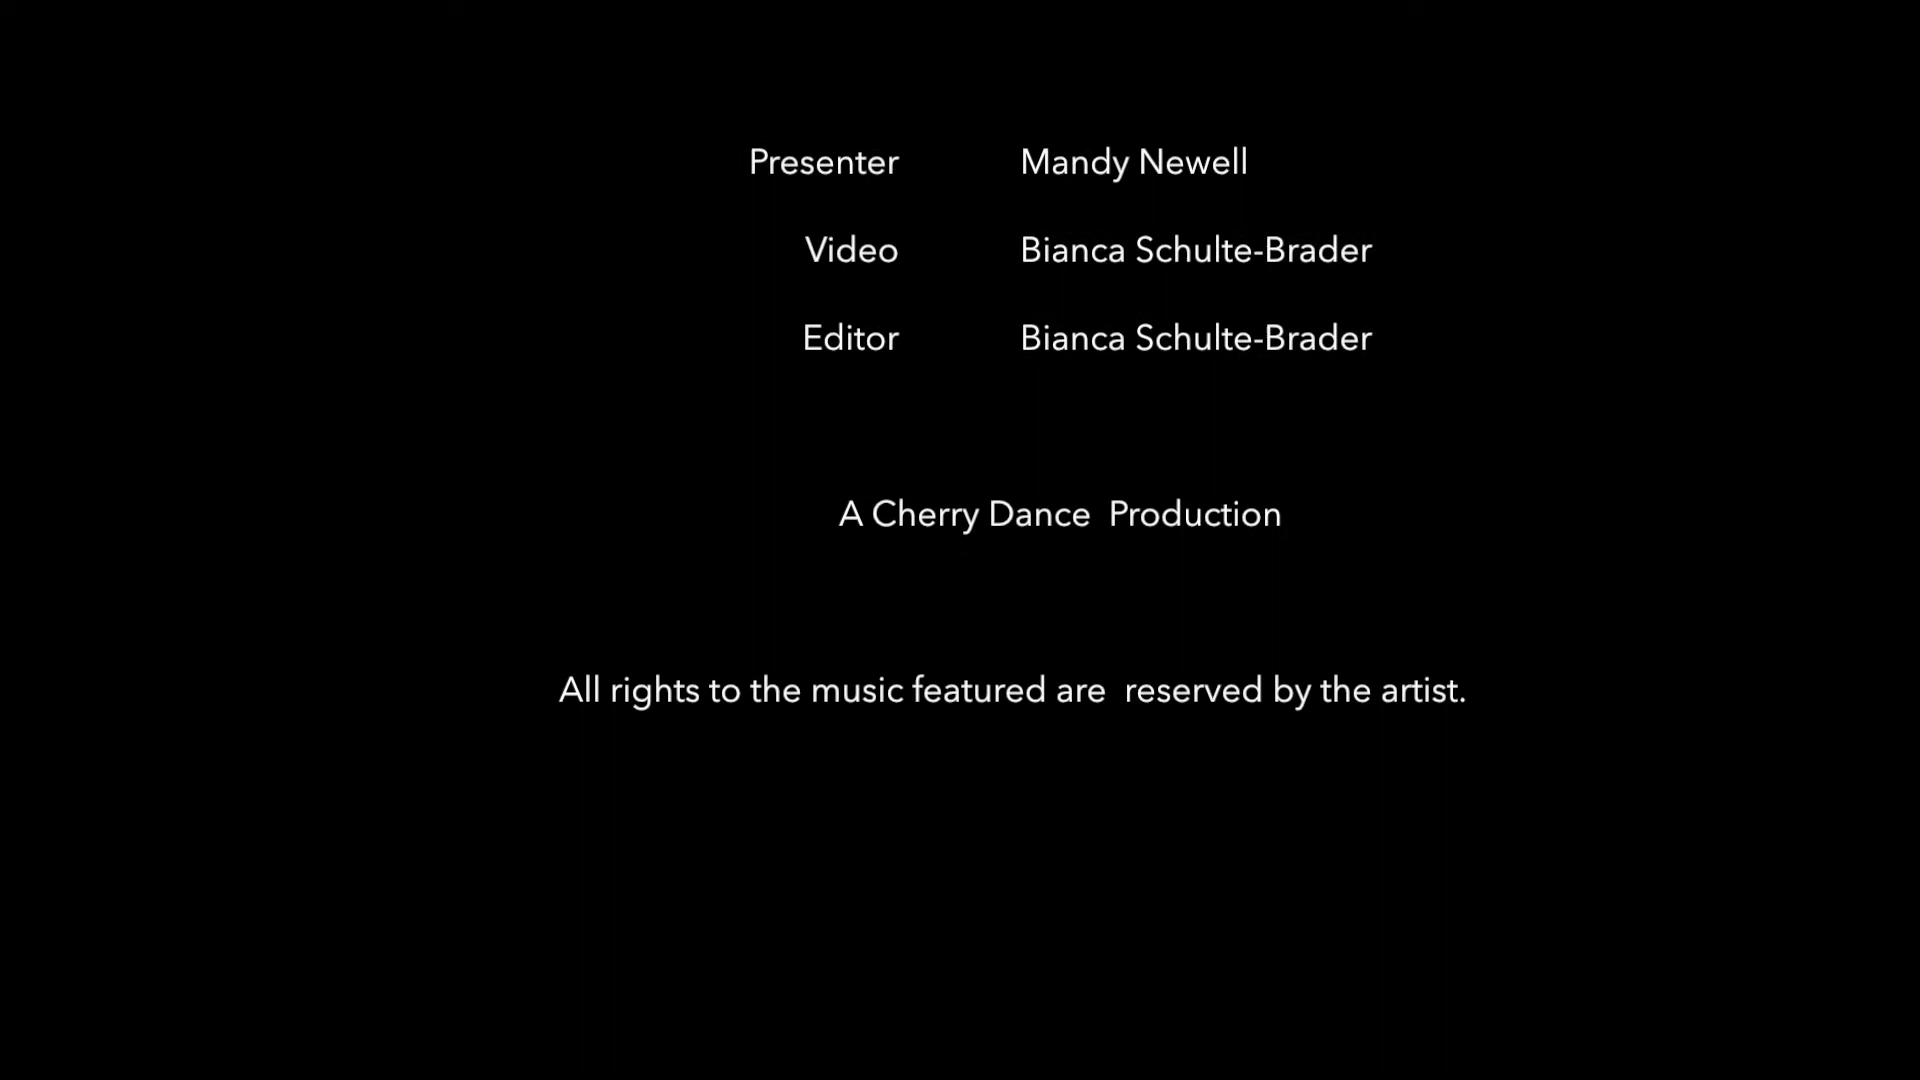 Presenter Mandy Newell
Video Bianca Schulte-Brader
Editor Bianca Schulte-Brader
A Cherry Dance  Production
All rights to the music featured are  reserved by the artist.